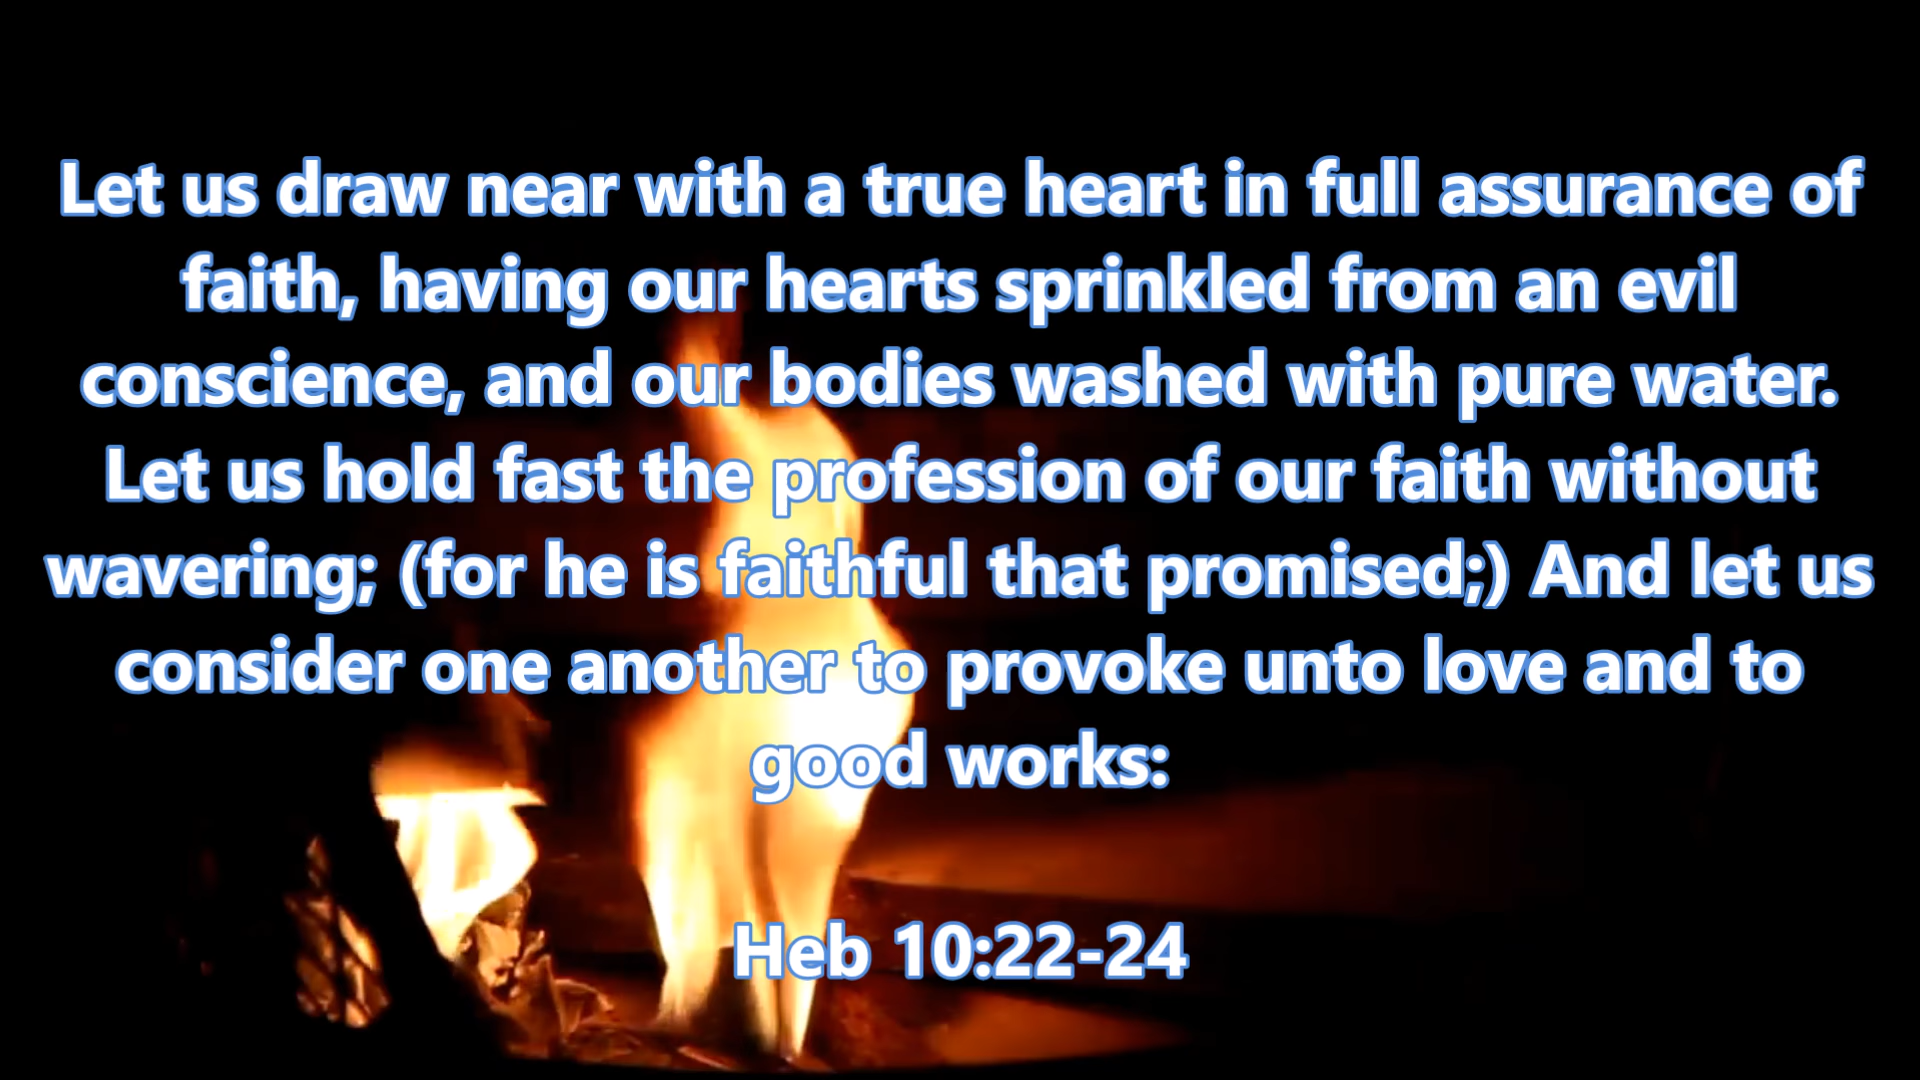 Let us draw near with a true heart in full assurance of
faith, having our hearts sprinkled from an evil
conscience, and our bodies washed with pure water.
Let us hold fast the profession of our faith without
wavering; (for he is faithful that promised;) And let us
consider one another to provoke unto love and to
good works:
Heb 10:22-24